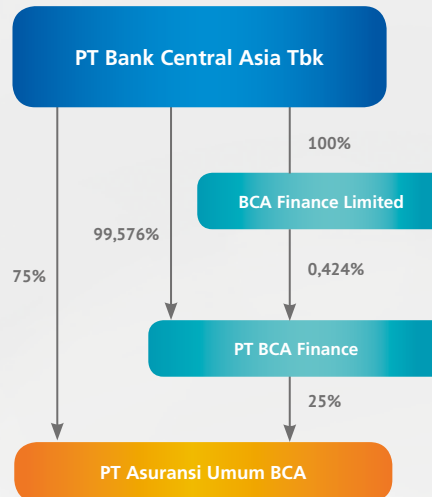 PT Bank Central Asia Tbk
100%
BCA Finance Limited
99,576%
0,424%
75%
PT BCA Finance
25%
PT Asuransi Umum BCA